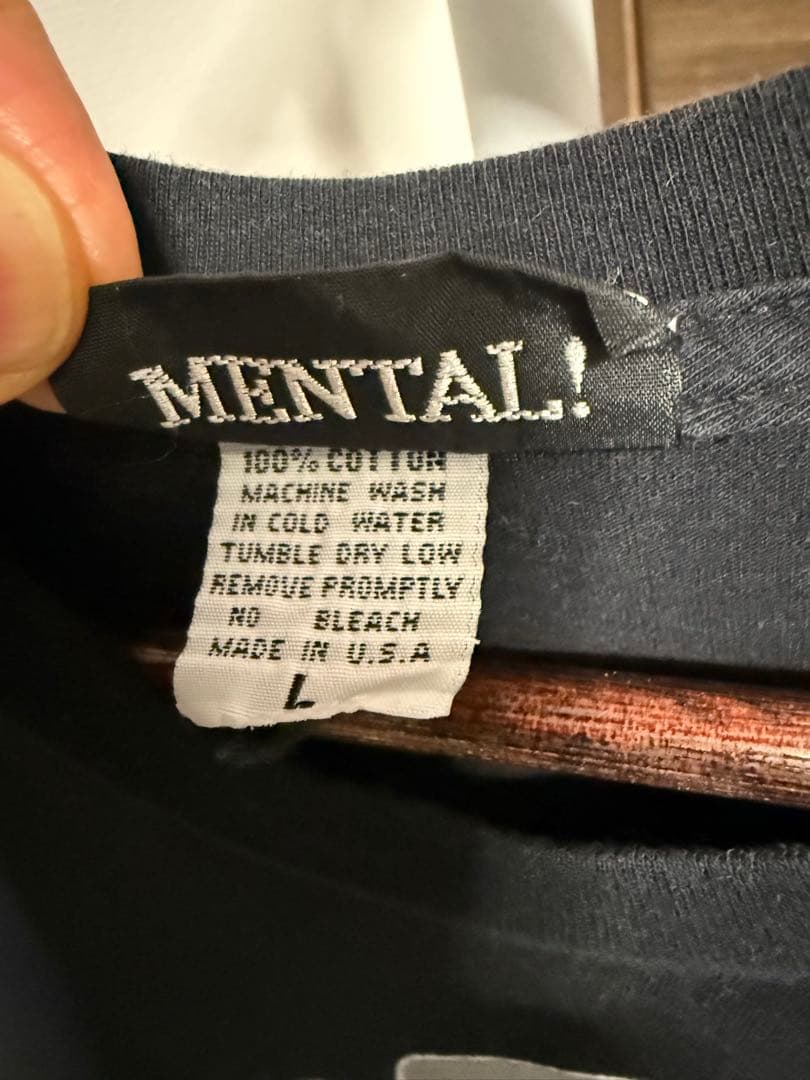 MENTAL!
100% COTTON
MACHINE WASH
IN COLD WATER
TUMBLE DRY LOW
REMOVE PROMPTLY
NO BLEACH
MADE IN U.S.A
L